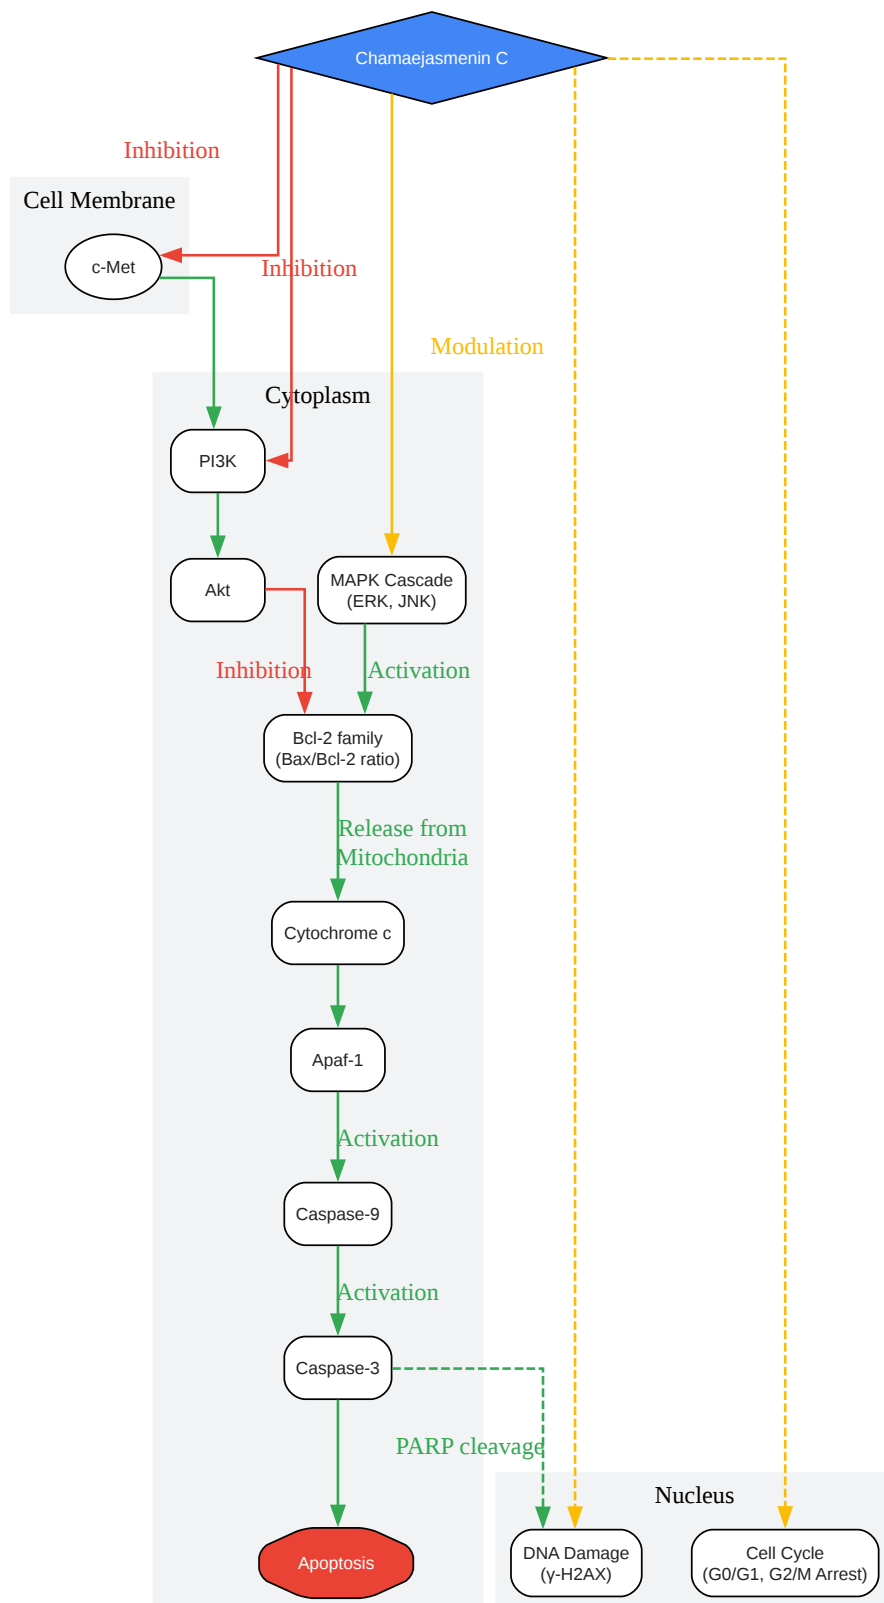 Chamaejasmenin C
Inhibition
Cell Membrane
c-Met
Inhibition
Modulation
Cytoplasm
PI3K
Akt
MAPK Cascade
(ERK, JNK)
Inhibition
Activation
Bcl-2 family
(Bax/Bcl-2 ratio)
Release from
Mitochondria
Cytochrome c
Apaf-1
Activation
Caspase-9
Activation
Caspase-3
PARP cleavage
Nucleus
Apoptosis
DNA Damage
(γ-H2AX)
Cell Cycle
(G0/G1, G2/M Arrest)